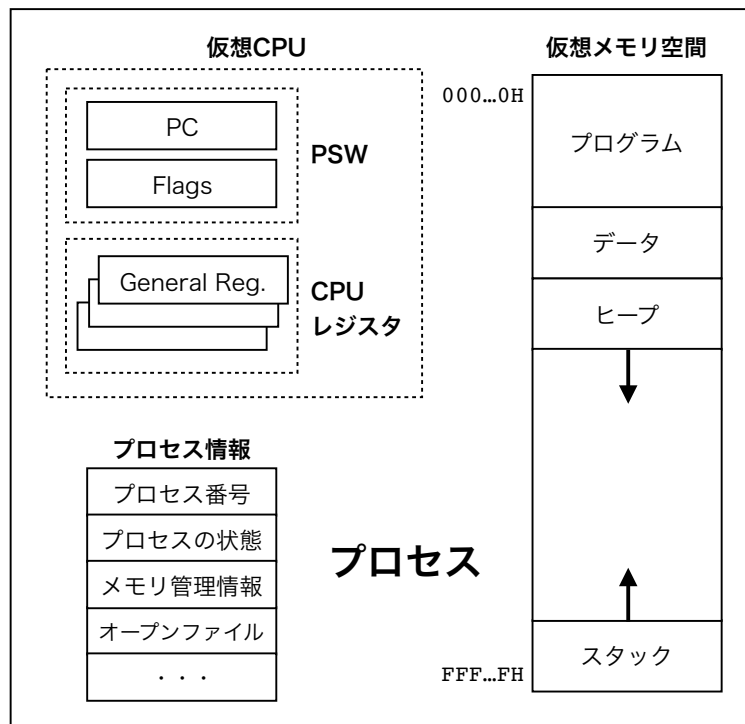 仮想CPU
PC
Flags
PSW
General Reg.
CPU
レジスタ
プロセス情報
プロセス番号
プロセスの状態
メモリ管理情報
オープンファイル
・・・
プロセス
仮想メモリ空間
000…0H
プログラム
データ
ヒープ
スタック
FFF…FH